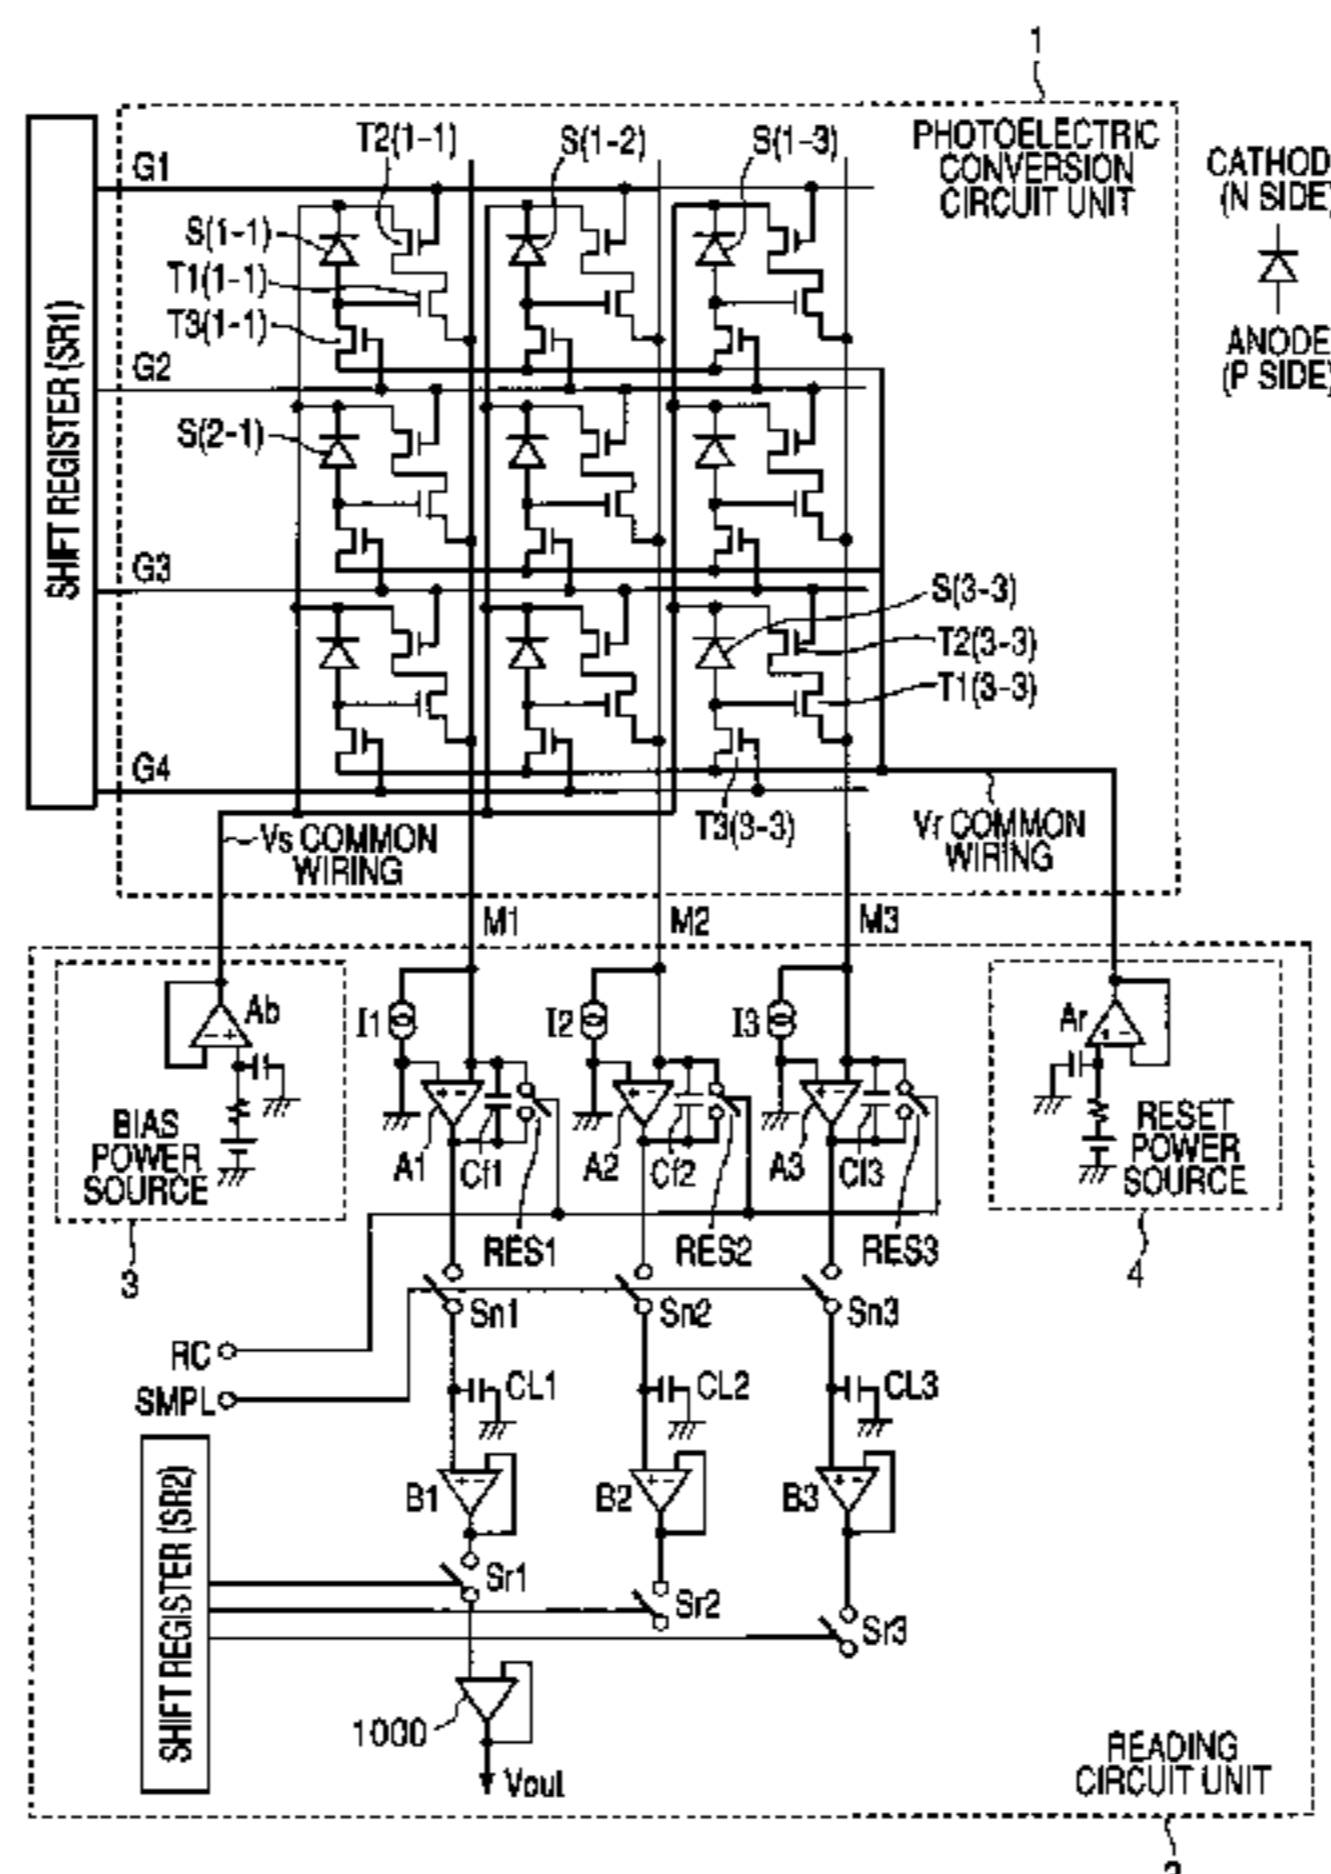 1
PHOTOELECTRIC
CONVERSION
CIRCUIT UNIT
CATHOD
(N SIDE)
ANODE
(P SIDE)
SHIFT REGISTER (SR1)
G1
T2(1-1)
S(1-2)
S(1-3)
S(1-1)
T1(1-1)
T3(1-1)
G2
S(2-1)
G3
S(3-3)
T2(3-3)
T1(3-3)
G4
T3(3-3)
Vs COMMON
WIRING
Vr COMMON
WIRING
M1
M2
M3
Ab
I1
I2
I3
Ar
BIAS
POWER
SOURCE
A1
Cf1
A2
Cf2
A3
Cf3
RESET
POWER
SOURCE
3
RES1
RES2
RES3
4
Sn1
Sn2
Sn3
RC
SMPL
CL1
CL2
CL3
SHIFT REGISTER (SR2)
B1
B2
B3
Sr1
Sr2
Sr3
1000
Vout
READING
CIRCUIT UNIT